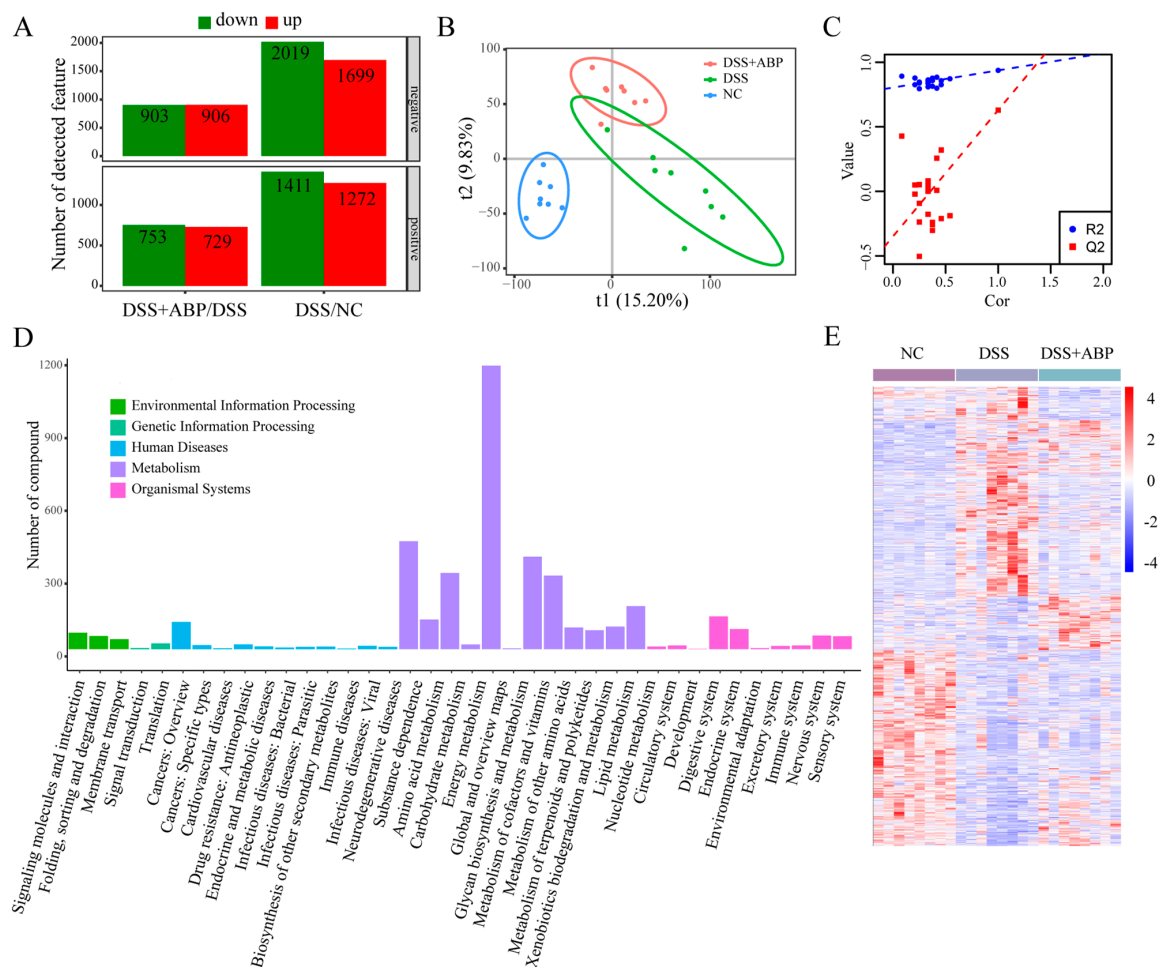 A
down up
Number of detected feature
2000
1500
1000
500
0
903
906
2019
1699
negative
1000
500
0
753
729
1411
1272
positive
DSS+ABP/DSS
DSS/NC
B
t2 (9.83%)
100
50
0
−50
−100
DSS+ABP
DSS
NC
−100
0
100
t1 (15.20%)
C
Value
1.0
0.5
0.0
−0.5
R2
Q2
0.0
0.5
1.0
1.5
2.0
Cor
D
Number of compound
1200
900
600
300
0
Environmental Information Processing
Genetic Information Processing
Human Diseases
Metabolism
Organismal Systems
Signaling molecules and interaction
Folding, sorting and degradation
Membrane transport
Signal transduction
Translation
Cancers: Overview
Cancers: Specific types
Cardiovascular diseases
Drug resistance: Antineoplastic
Endocrine and metabolic diseases
Infectious diseases: Bacterial
Infectious diseases: Parasitic
Biosynthesis of other secondary metabolites
Immune diseases
Infectious diseases: Viral
Neurodegenerative diseases
Substance dependence
Amino acid metabolism
Carbohydrate metabolism
Energy metabolism
Global and overview maps
Glycan biosynthesis and metabolism
Metabolism of cofactors and vitamins
Metabolism of other amino acids
Metabolism of terpenoids and polyketides
Xenobiotics biodegradation and metabolism
Lipid metabolism
Nucleotide metabolism
Circulatory system
Development
Digestive system
Endocrine system
Environmental adaptation
Excretory system
Immune system
Nervous system
Sensory system
E
NC
DSS
DSS+ABP
4
2
0
-2
-4